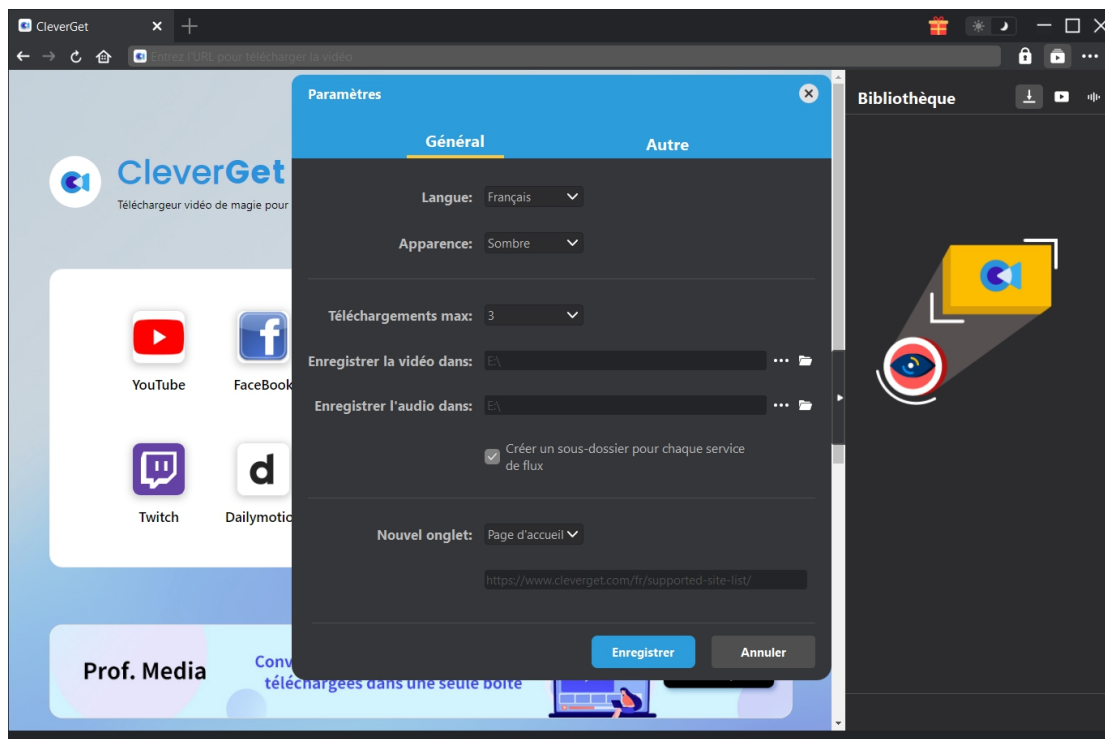 CleverGet
Entrez l'URL pour télécharger la vidéo
Paramètres
Bibliothèque
Général
Autre
CleverGet
Téléchargeur vidéo de magie pour
Langue: Français
Apparence: Sombre
Téléchargements max: 3
Enregistrer la vidéo dans: E:\
YouTube
FaceBook
Enregistrer l'audio dans: E:\
Créer un sous-dossier pour chaque service
de flux
Twitch
Dailymotio
Nouvel onglet: Page d'accueil
https://www.cleverget.com/fr/supported-site-list/
Enregistrer
Annuler
Prof. Media
Conv
téléchargées dans une seule boîte